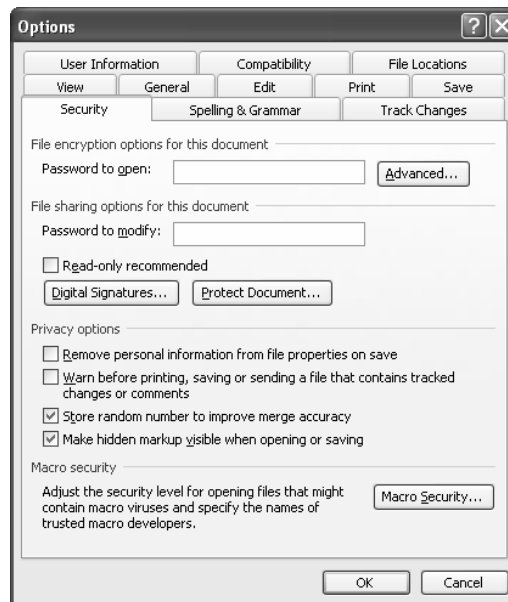 Options
User Information Compatibility File Locations
View General Edit Print Save
Security Spelling & Grammar Track Changes
File encryption options for this document
Password to open: Advanced...
File sharing options for this document
Password to modify:
Read-only recommended
Digital Signatures... Protect Document...
Privacy options
Remove personal information from file properties on save
Warn before printing, saving or sending a file that contains tracked
changes or comments
Store random number to improve merge accuracy
Make hidden markup visible when opening or saving
Macro security
Adjust the security level for opening files that might
contain macro viruses and specify the names of
trusted macro developers.
Macro Security...
OK Cancel